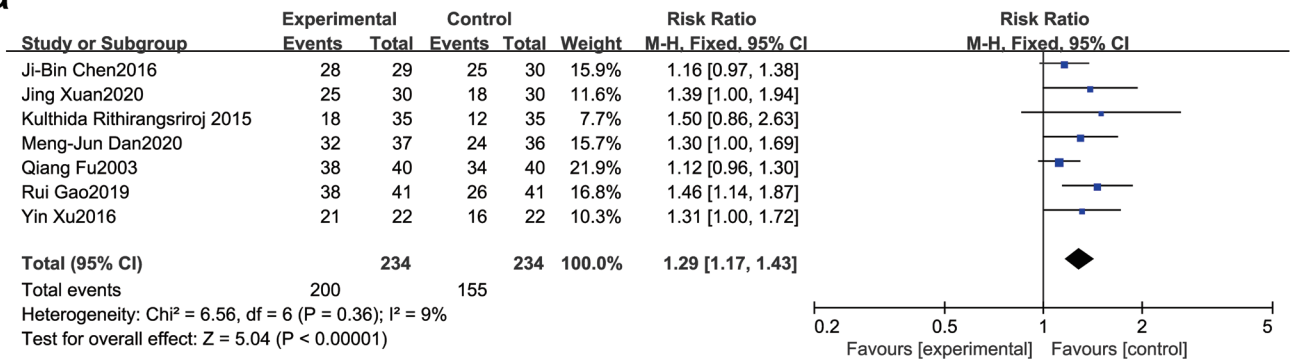 Experimental Control Risk Ratio Risk Ratio
Study or Subgroup Events Total Events Total Weight M-H, Fixed, 95% CI M-H, Fixed, 95% CI
Ji-Bin Chen2016 28 29 25 30 15.9% 1.16 [0.97, 1.38]
Jing Xuan2020 25 30 18 30 11.6% 1.39 [1.00, 1.94]
Kulthida Rithirangsriroj 2015 18 35 12 35 7.7% 1.50 [0.86, 2.63]
Meng-Jun Dan2020 32 37 24 36 15.7% 1.30 [1.00, 1.69]
Qiang Fu2003 38 40 34 40 21.9% 1.12 [0.96, 1.30]
Rui Gao2019 38 41 26 41 16.8% 1.46 [1.14, 1.87]
Yin Xu2016 21 22 16 22 10.3% 1.31 [1.00, 1.72]
Total (95% CI) 234 234 100.0% 1.29 [1.17, 1.43]
Total events 200 155
Heterogeneity: Chi² = 6.56, df = 6 (P = 0.36); I² = 9%
Test for overall effect: Z = 5.04 (P < 0.00001)
0.2 0.5 1 2 5
Favours [experimental] Favours [control]